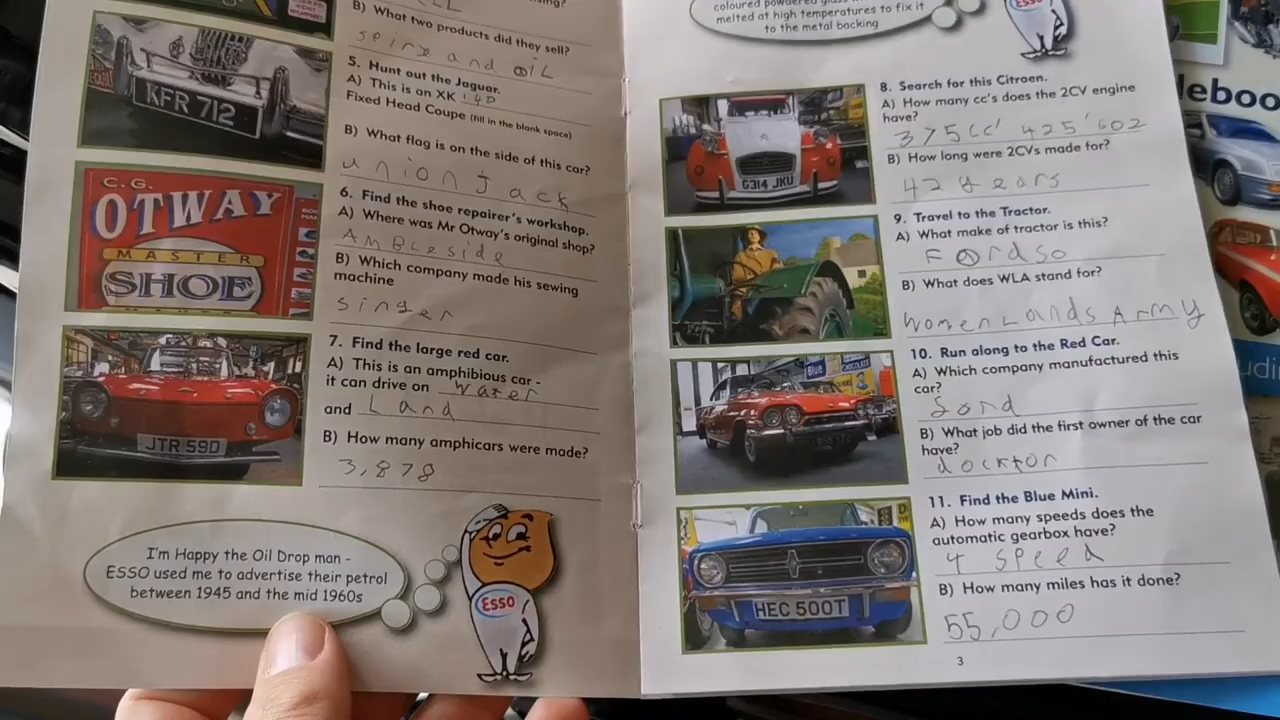 B) What two products did they sell?
spirx and oiL
5. Hunt out the Jaguar.
A) This is an XK 140
Fixed Head Coupe (fill in the blank space)
B) What flag is on the side of this car?
union Jack
KFR 712
6. Find the shoe repairer's workshop.
A) Where was Mr Otway's original shop?
AmBleside
B) Which company made his sewing
machine
singer
C.G.
OTWAY
MASTER
SHOE
7. Find the large red car.
A) This is an amphibious car -
it can drive on water
and Land
B) How many amphicars were made?
3,878
JTR 59D
I'm Happy the Oil Drop man -
ESSO used me to advertise their petrol
between 1945 and the mid 1960s
ESSO
melted at high temperatures to fix it
to the metal backing
ESSO
8. Search for this Citroen.
A) How many cc's does the 2CV engine
have?
375cc' 425'602
B) How long were 2CVs made for?
42 years
G314 JKU
9. Travel to the Tractor.
A) What make of tractor is this?
Fordso
B) What does WLA stand for?
womenLands Army
10. Run along to the Red Car.
A) Which company manufactured this
car?
Sord
B) What job did the first owner of the car
have?
dockton
Blue
CHOCOLATE
11. Find the Blue Mini.
A) How many speeds does the
automatic gearbox have?
4 speed
B) How many miles has it done?
55,000
HEC 500T
3